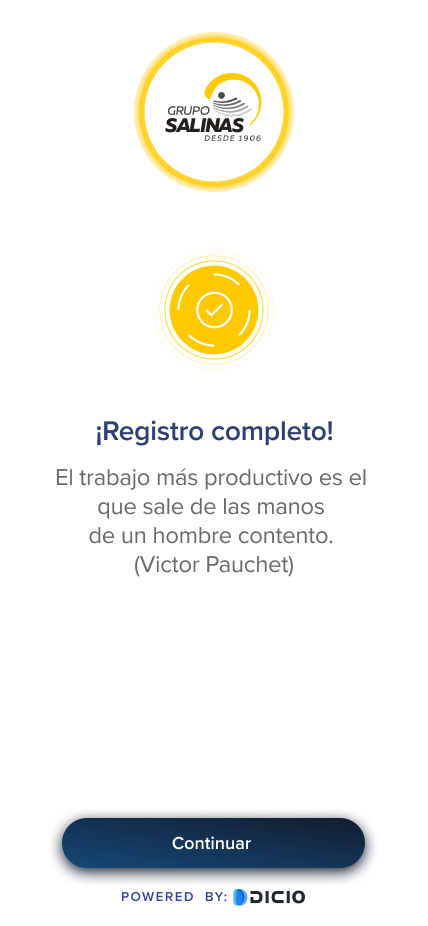 GRUPO
SALINAS
DESDE 1906
¡Registro completo!
El trabajo más productivo es el
que sale de las manos
de un hombre contento.
(Victor Pauchet)
Continuar
POWERED BY: DICIO